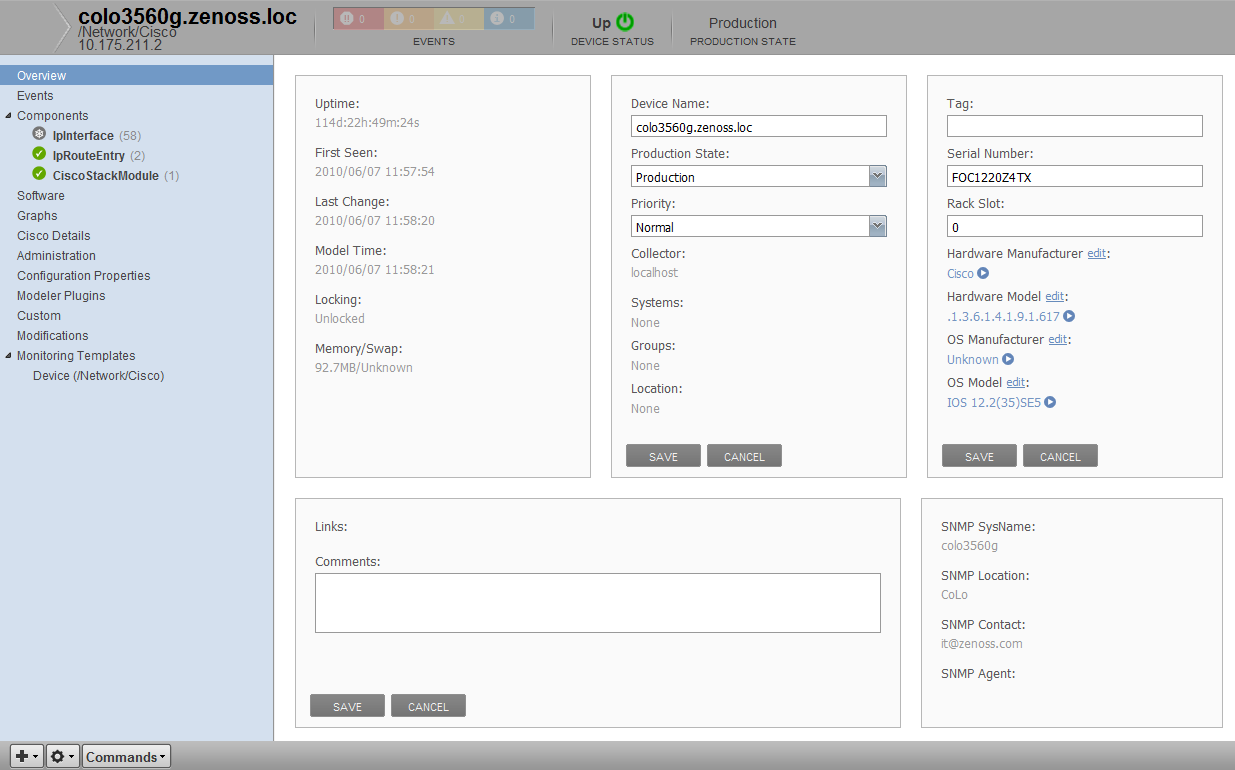 colo3560g.zenoss.loc
/Network/Cisco
10.175.211.2
0 0 0 0
EVENTS
Up
DEVICE STATUS
Production
PRODUCTION STATE
Overview
Events
Components
IpInterface (58)
IpRouteEntry (2)
CiscoStackModule (1)
Software
Graphs
Cisco Details
Administration
Configuration Properties
Modeler Plugins
Custom
Modifications
Monitoring Templates
Device (/Network/Cisco)
Uptime:
114d:22h:49m:24s
First Seen:
2010/06/07 11:57:54
Last Change:
2010/06/07 11:58:20
Model Time:
2010/06/07 11:58:21
Locking:
Unlocked
Memory/Swap:
92.7MB/Unknown
Device Name:
colo3560g.zenoss.loc
Production State:
Production
Priority:
Normal
Collector:
localhost
Systems:
None
Groups:
None
Location:
None
SAVE CANCEL
Tag:
Serial Number:
FOC1220Z4TX
Rack Slot:
0
Hardware Manufacturer edit:
Cisco
Hardware Model edit:
.1.3.6.1.4.1.9.1.617
OS Manufacturer edit:
Unknown
OS Model edit:
IOS 12.2(35)SE5
SAVE CANCEL
Links:
Comments:
SAVE CANCEL
SNMP SysName:
colo3560g
SNMP Location:
CoLo
SNMP Contact:
it@zenoss.com
SNMP Agent:
Commands